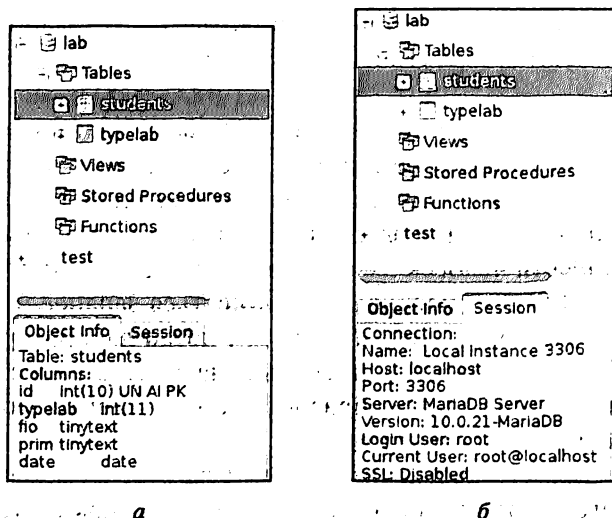 lab
Tables
students
typelab
Views
Stored Procedures
Functions
test
Object Info Session
Table: students
Columns:
id int(10) UN AI PK
typelab int(11)
fio tinytext
prim tinytext
date date
а
lab
Tables
students
typelab
Views
Stored Procedures
Functions
test
Object Info Session
Connection:
Name: Local instance 3306
Host: localhost
Port: 3306
Server: MariaDB Server
Version: 10.0.21-MariaDB
Login User: root
Current User: root@localhost
SSL: Disabled
б